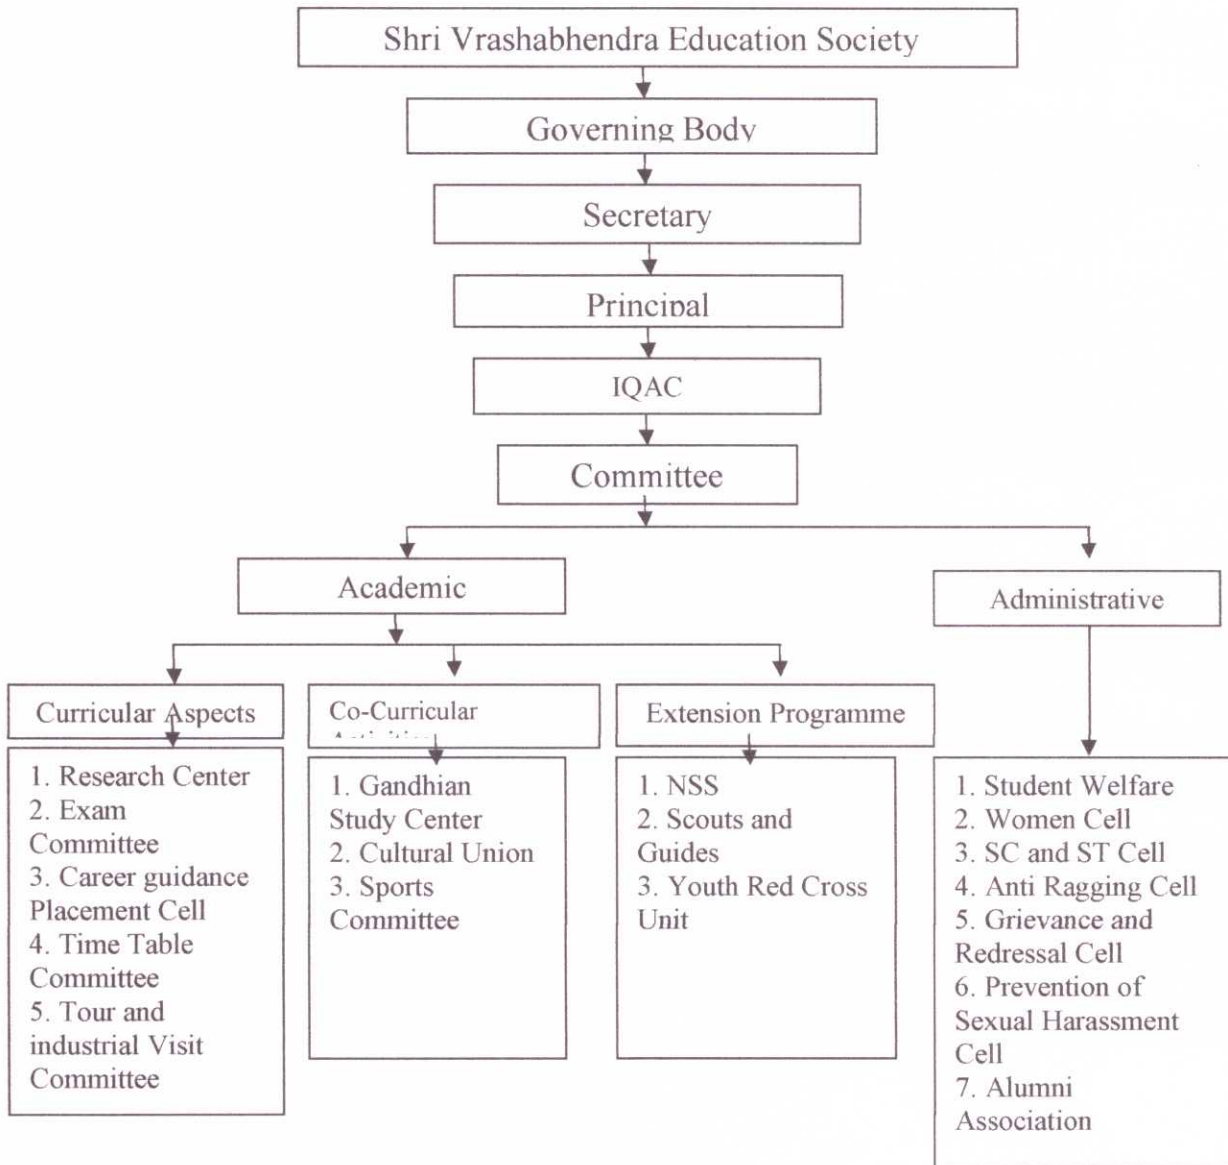 Shri Vrashabhendra Education Society
Governing Body
Secretary
Principal
IQAC
Committee
Academic
Administrative
Curricular Aspects
Co-Curricular
Extension Programme
1. Research Center
2. Exam
Committee
3. Career guidance
Placement Cell
4. Time Table
Committee
5. Tour and
industrial Visit
Committee
1. Gandhian
Study Center
2. Cultural Union
3. Sports
Committee
1. NSS
2. Scouts and
Guides
3. Youth Red Cross
Unit
1. Student Welfare
2. Women Cell
3. SC and ST Cell
4. Anti Ragging Cell
5. Grievance and
Redressal Cell
6. Prevention of
Sexual Harassment
Cell
7. Alumni
Association